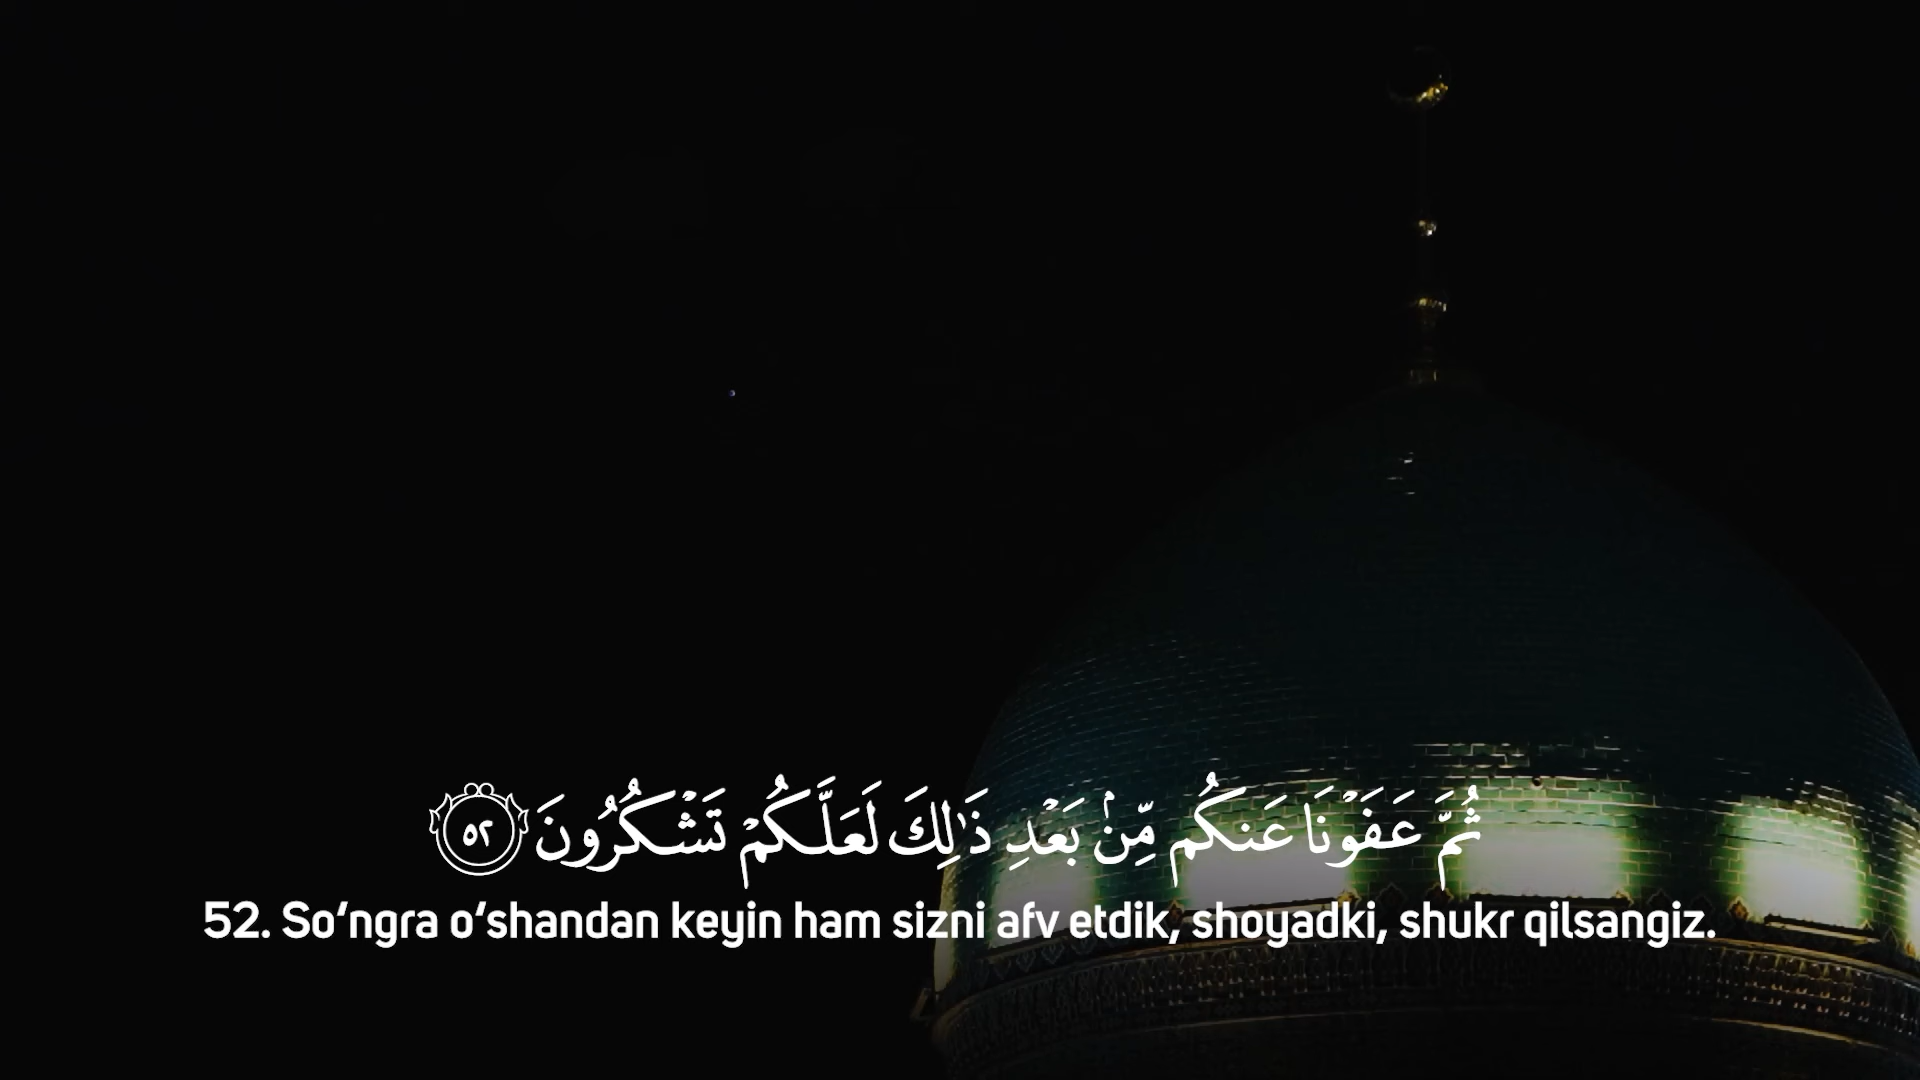 ثُمَّ عَفَوْنَا عَنكُم مِّنۢ بَعْدِ ذَٰلِكَ لَعَلَّكُمْ تَشْكُرُونَ ٥٢
52. So‘ngra o‘shandan keyin ham sizni afv etdik, shoyadki, shukr qilsangiz.